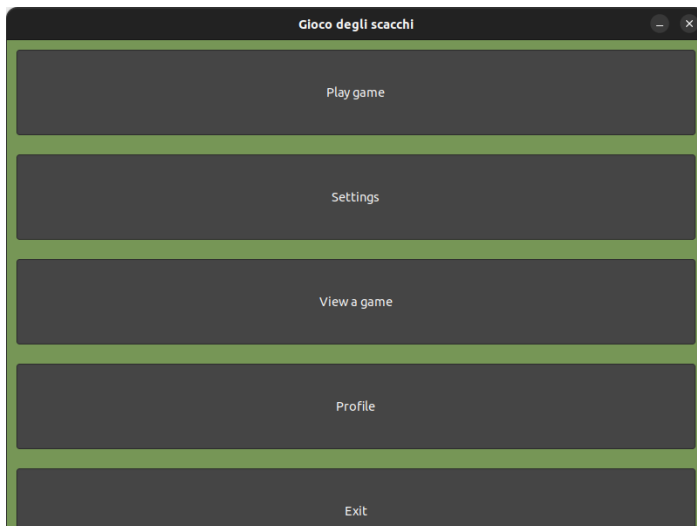 Gioco degli scacchi
Play game
Settings
View a game
Profile
Exit